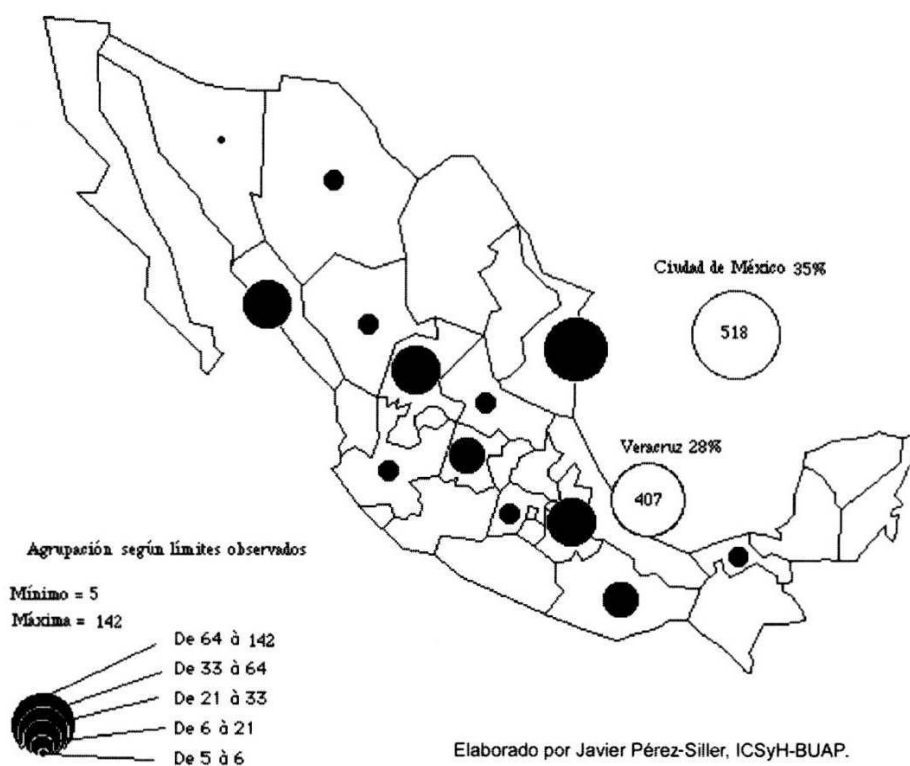 Ciudad de México 35%
518
Veracruz 28%
407
Agrupación según límites observados
Mínimo = 5
Máxima = 142
De 64 à 142
De 33 à 64
De 21 à 33
De 6 à 21
De 5 à 6
Elaborado por Javier Pérez-Siller, ICSyH-BUAP.